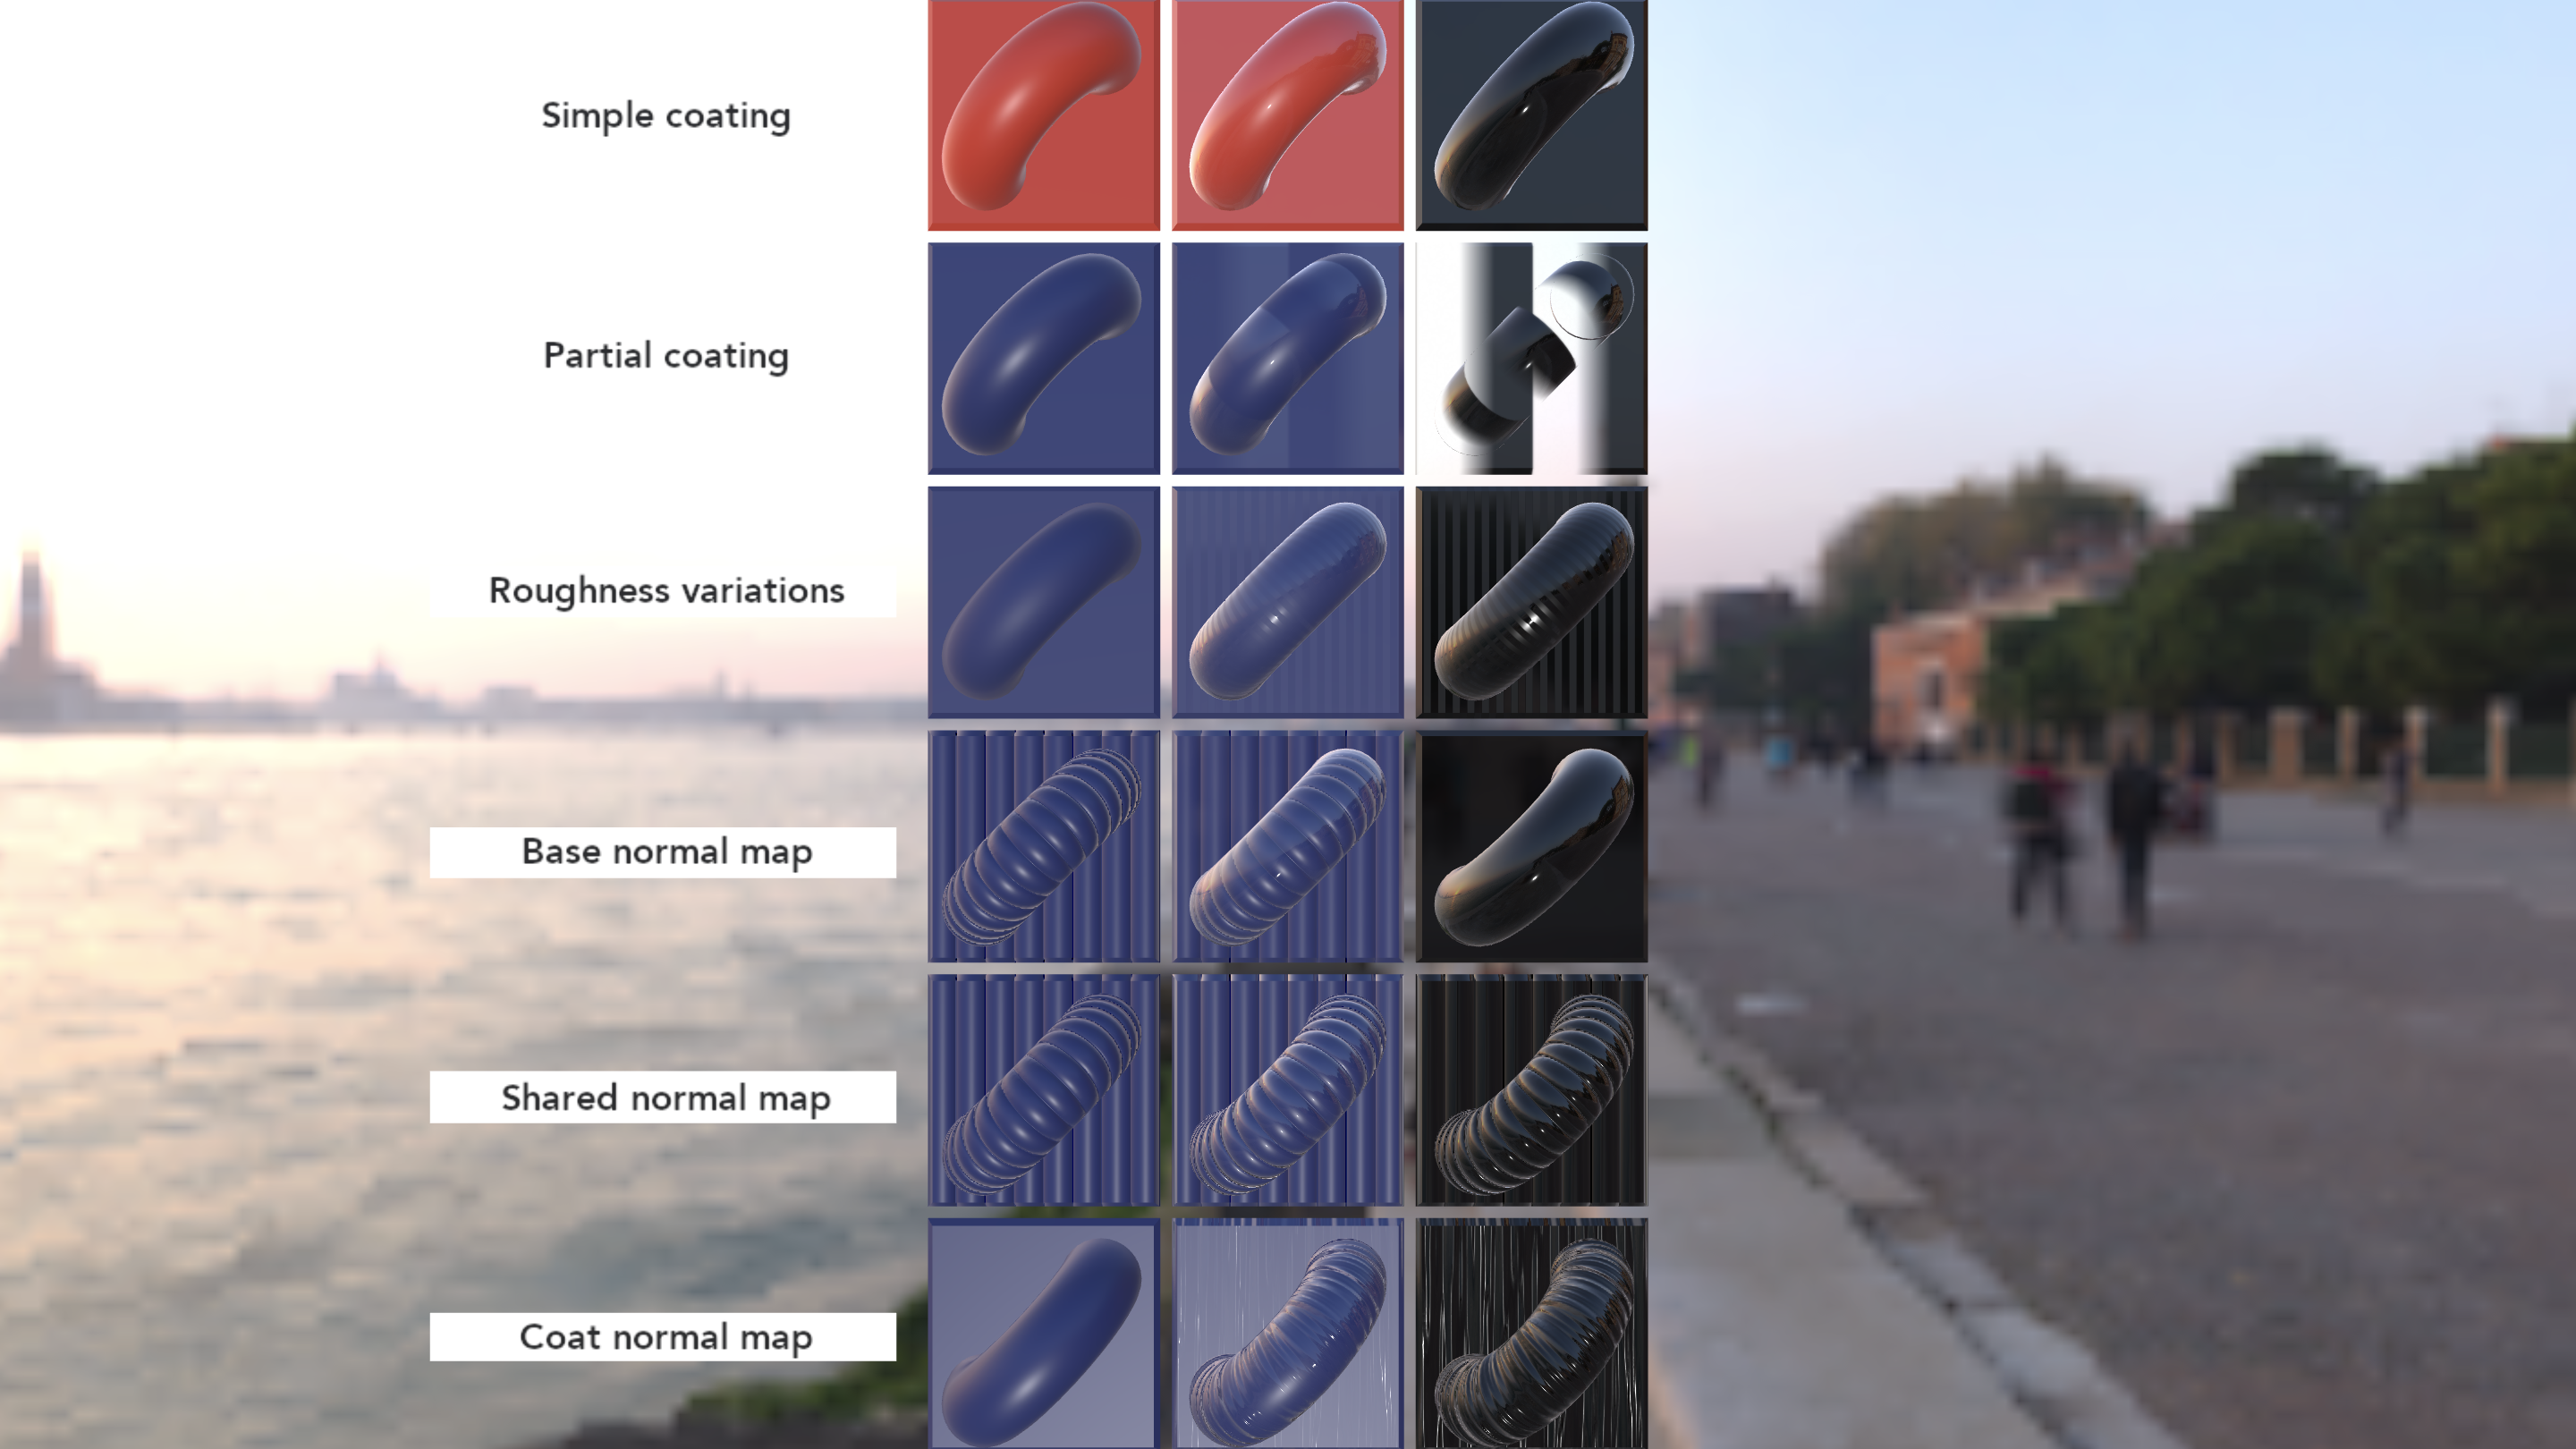 Simple coating
Partial coating
Roughness variations
Base normal map
Shared normal map
Coat normal map